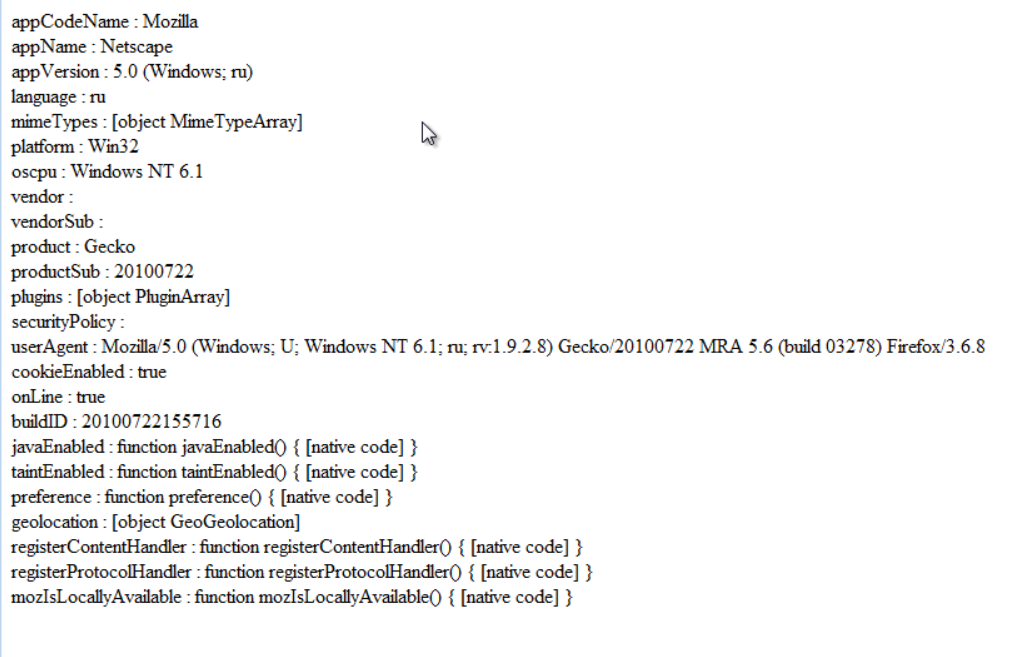 appCodeName : Mozilla
appName : Netscape
appVersion : 5.0 (Windows; ru)
language : ru
mimeTypes : [object MimeTypeArray]
platform : Win32
oscpu : Windows NT 6.1
vendor :
vendorSub :
product : Gecko
productSub : 20100722
plugins : [object PluginArray]
securityPolicy :
userAgent : Mozilla/5.0 (Windows; U; Windows NT 6.1; ru; rv:1.9.2.8) Gecko/20100722 MRA 5.6 (build 03278) Firefox/3.6.8
cookieEnabled : true
onLine : true
buildID : 20100722155716
javaEnabled : function javaEnabled() { [native code] }
taintEnabled : function taintEnabled() { [native code] }
preference : function preference() { [native code] }
geolocation : [object GeoGeolocation]
registerContentHandler : function registerContentHandler() { [native code] }
registerProtocolHandler : function registerProtocolHandler() { [native code] }
mozIsLocallyAvailable : function mozIsLocallyAvailable() { [native code] }